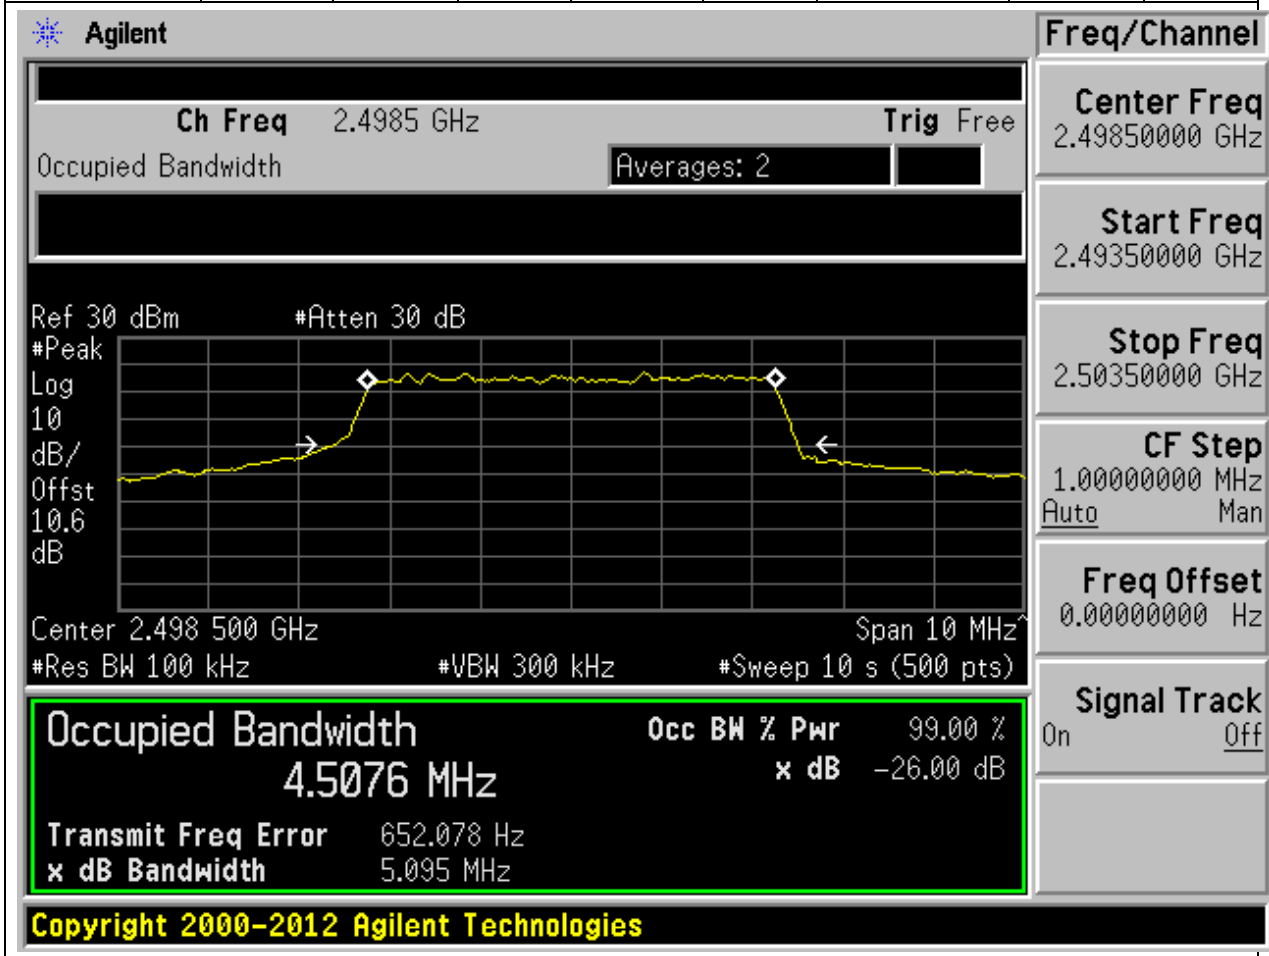 Agilent
Freq/Channel
Ch Freq 2.4985 GHz Trig Free
Occupied Bandwidth Averages: 2
Center Freq
2.49850000 GHz
Start Freq
2.49350000 GHz
Stop Freq
2.50350000 GHz
CF Step
1.00000000 MHz
Auto Man
Freq Offset
0.00000000 Hz
Signal Track
On Off
Ref 30 dBm #Atten 30 dB
#Peak
Log
10
dB/
Offst
10.6
dB
Center 2.498 500 GHz Span 10 MHz^
#Res BW 100 kHz #VBW 300 kHz #Sweep 10 s (500 pts)
Occupied Bandwidth
4.5076 MHz
Occ BW % Pwr 99.00 %
x dB -26.00 dB
Transmit Freq Error 652.078 Hz
x dB Bandwidth 5.095 MHz
Copyright 2000-2012 Agilent Technologies